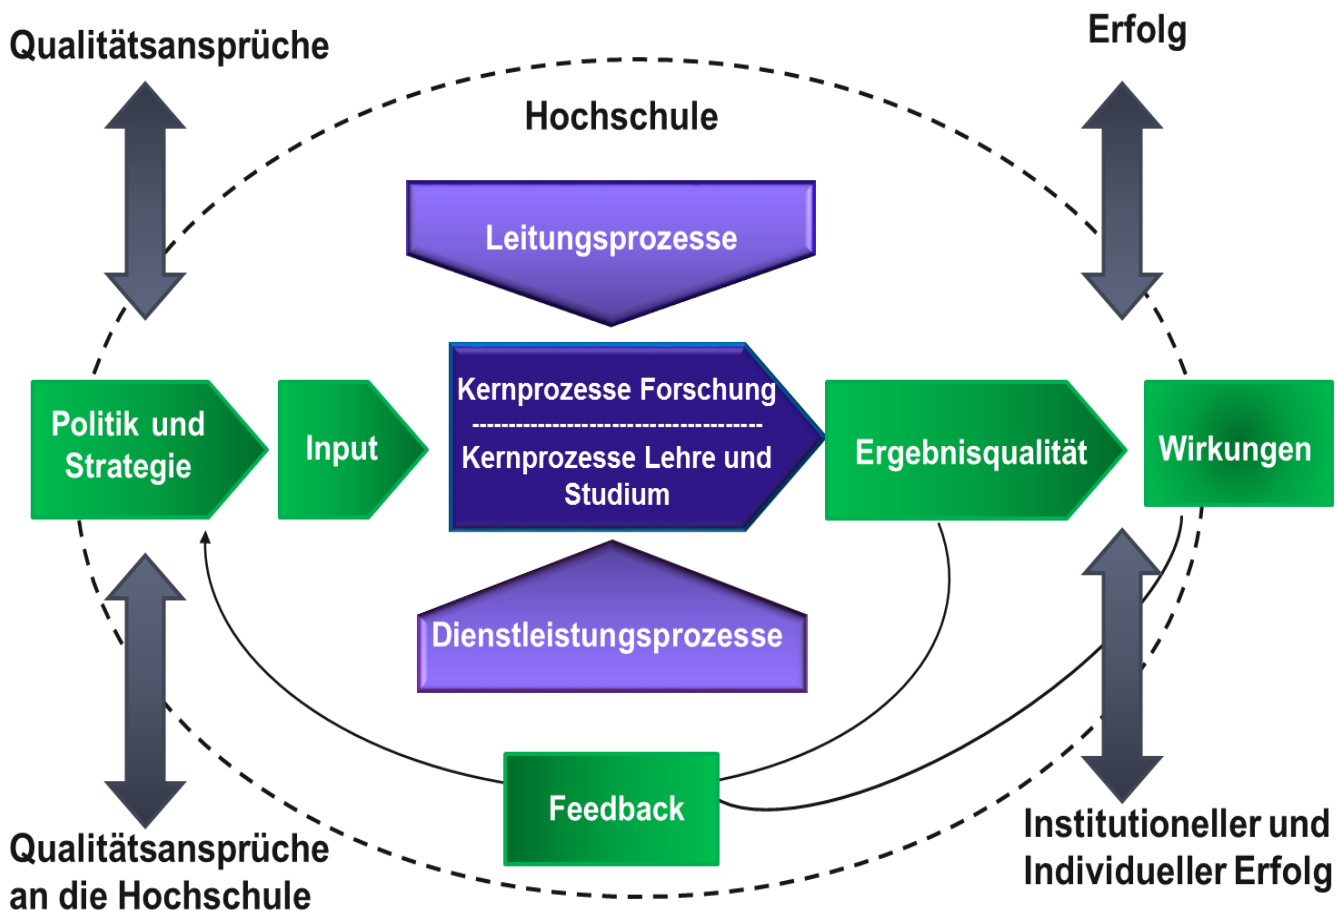 Qualitätsansprüche
Erfolg
Hochschule
Leitungsprozesse
Politik und
Strategie
Input
Kernprozesse Forschung
Kernprozesse Lehre und
Studium
Ergebnisqualität
Wirkungen
Dienstleistungsprozesse
Feedback
Qualitätsansprüche
an die Hochschule
Institutioneller und
Individueller Erfolg